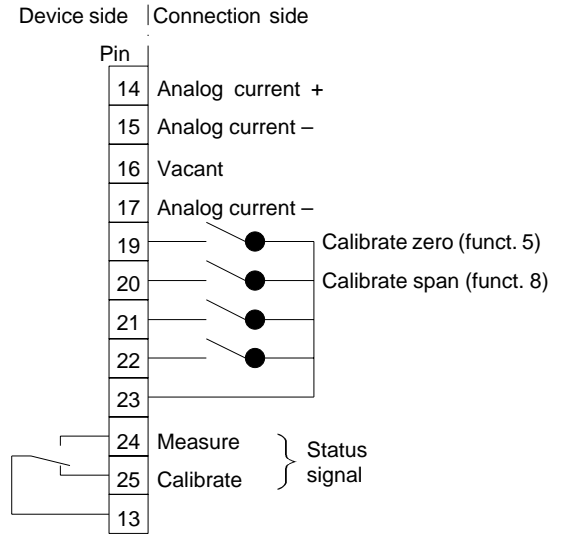 Device side Connection side
Pin
14 Analog current +
15 Analog current –
16 Vacant
17 Analog current –
19 Calibrate zero (funct. 5)
20 Calibrate span (funct. 8)
21
22
23
24 Measure
Status
signal
25 Calibrate
13